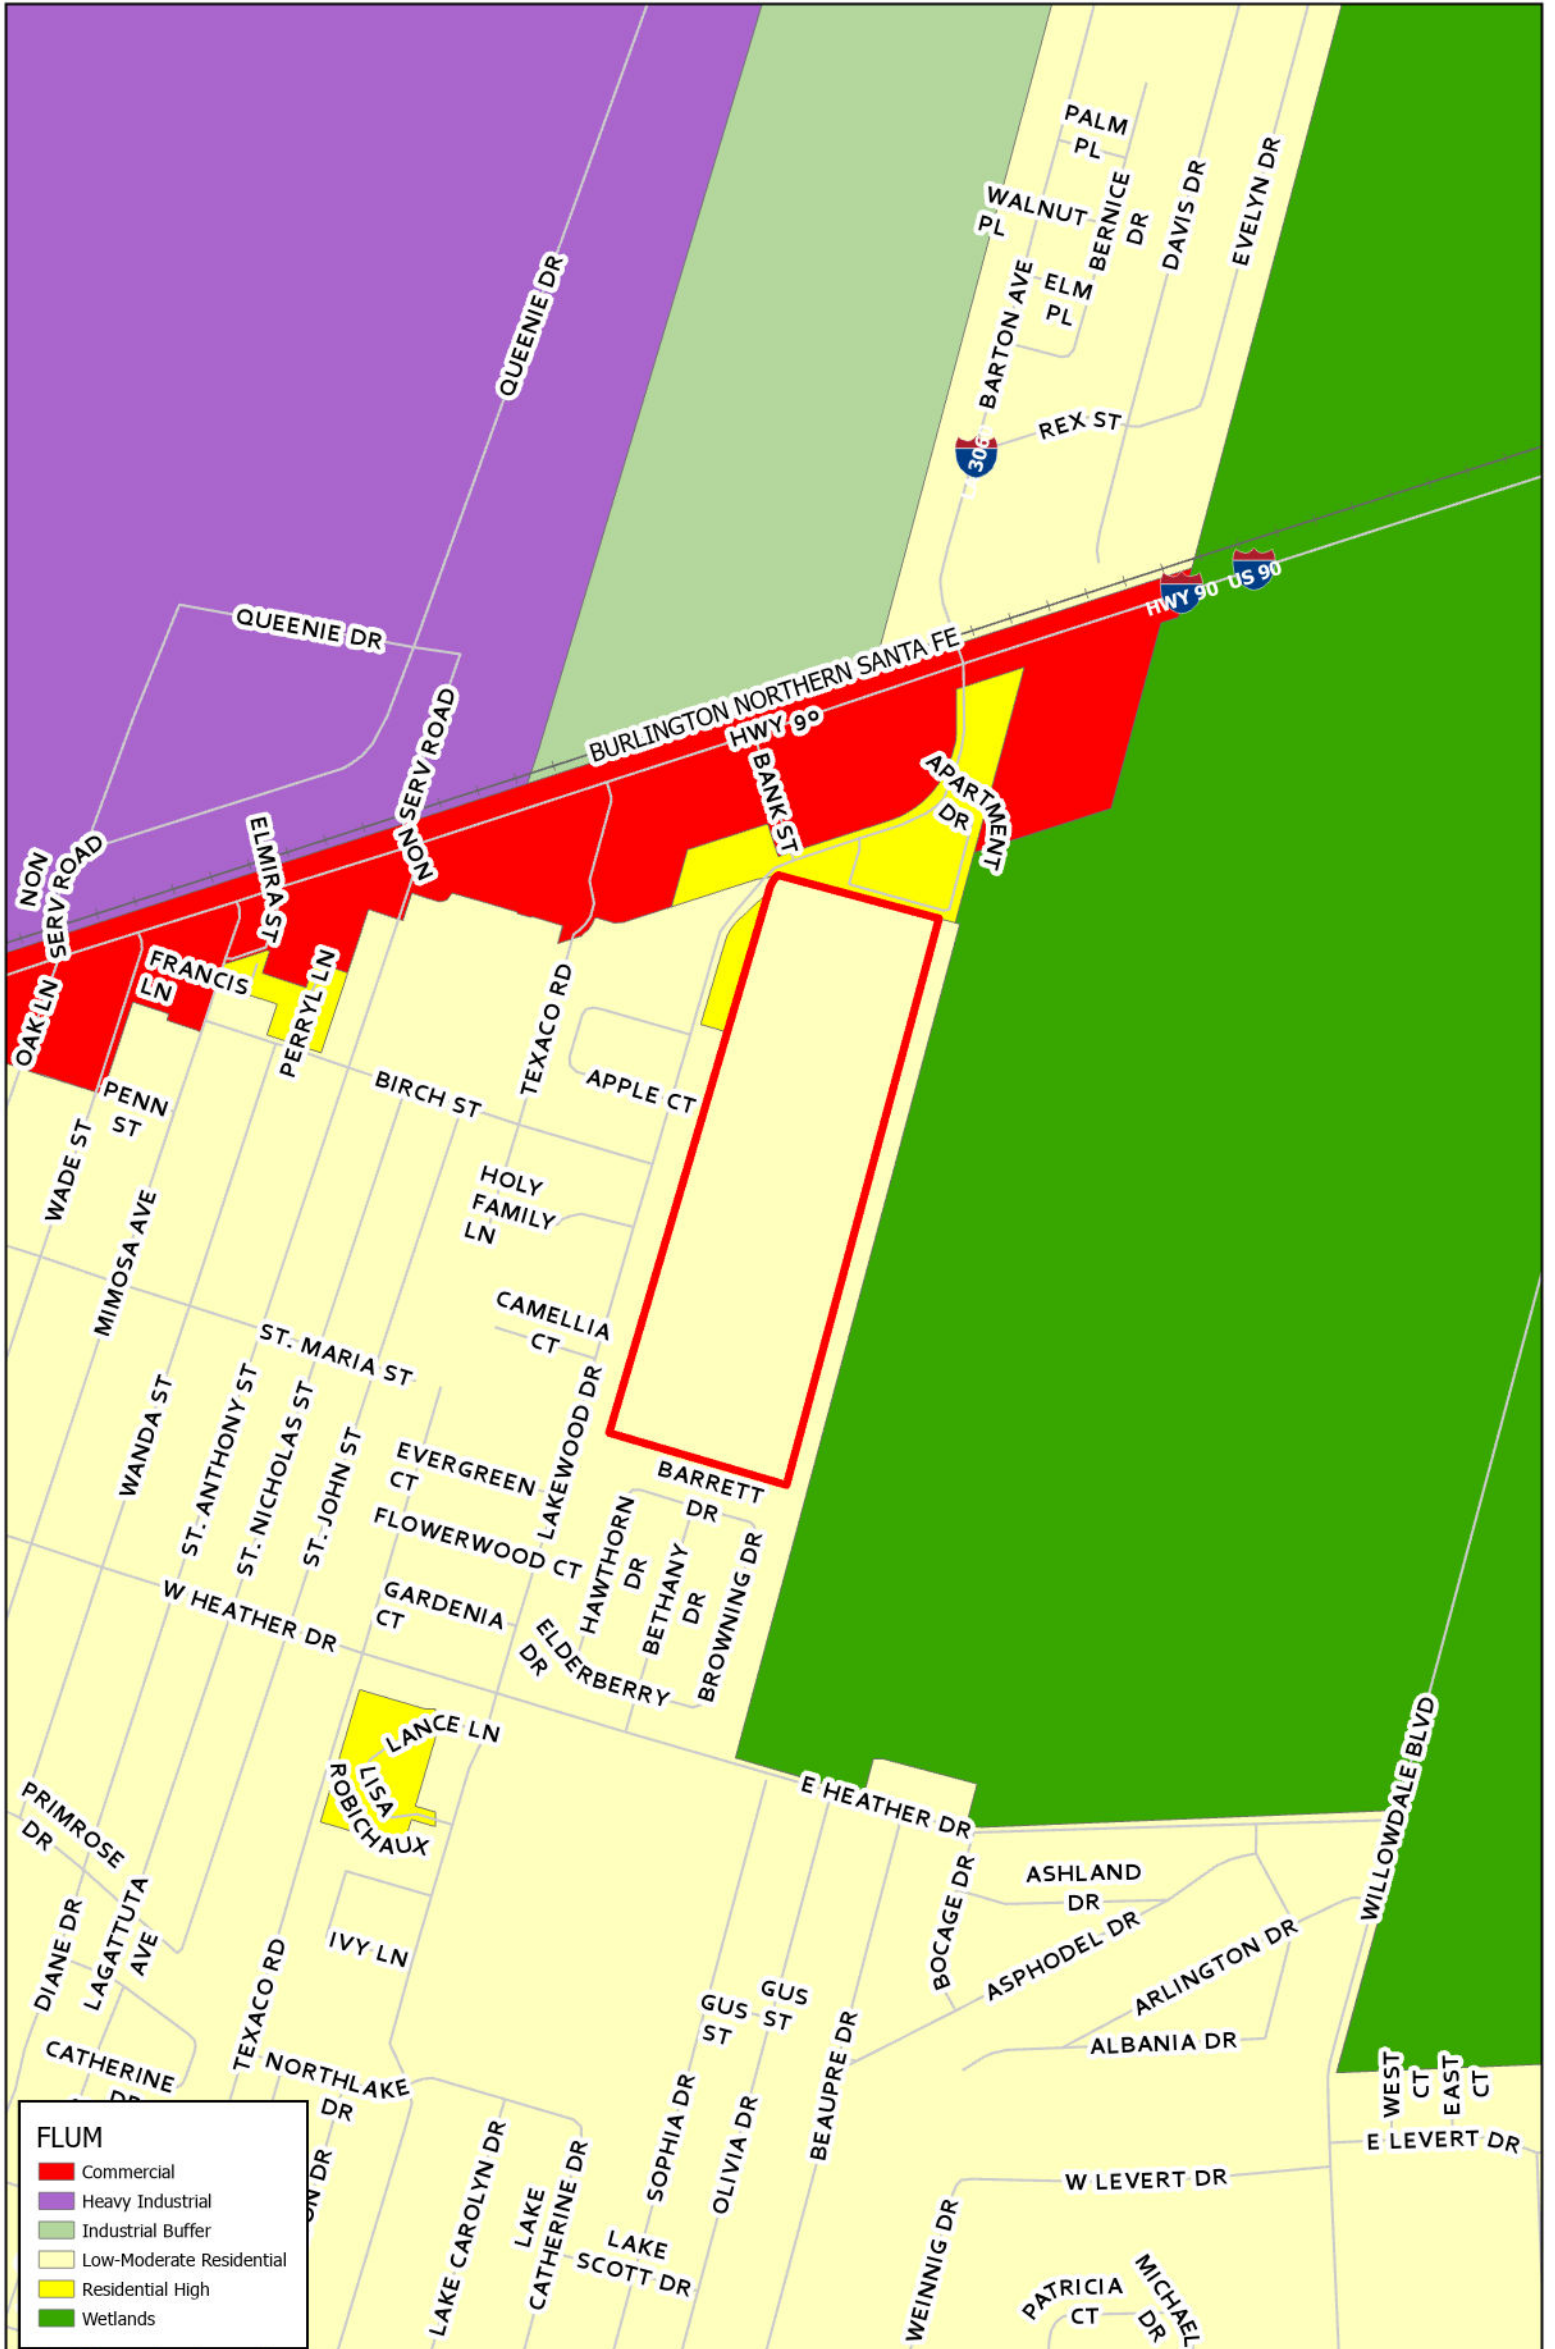 PALM
PL
WALNUT
PL
BERNICE
DR
DAVIS DR
EVELYN DR
ELM
PL
BARTON AVE
REX ST
QUEENIE DR
QUEENIE DR
BURLINGTON NORTHERN SANTA FE
HWY 90
HWY 90
US 90
BANK ST
APARTMENT
DR
NON
SERV ROAD
NON
SERV ROAD
ELMIRA ST
FRANCIS
LN
OAK LN
PERRYL LN
TEXACO RD
PENN
ST
WADE ST
BIRCH ST
APPLE CT
MIMOSA AVE
HOLY
FAMILY
LN
CAMELLIA
CT
ST. MARIA ST
WANDA ST
ST. ANTHONY ST
ST. NICHOLAS ST
ST. JOHN ST
LAKEWOOD DR
EVERGREEN
CT
FLOWERWOOD CT
GARDENIA
CT
W HEATHER DR
BARRETT
DR
HAWTHORN
DR
BETHANY
DR
BROWNING DR
ELDERBERRY
DR
LANCE LN
LISA
ROBICHAUX
E HEATHER DR
WILLOWDALE BLVD
PRIMROSE
DR
DIANE DR
LAGATTUTA
AVE
IVY LN
TEXACO RD
CATHERINE
DR
NORTHLAKE
DR
BOCAGE DR
ASHLAND
DR
ASPHODEL DR
ARLINGTON DR
ALBANIA DR
GUS
ST
GUS
ST
SOPHIA DR
OLIVIA DR
BEAUPRE DR
WEST
CT
EAST
CT
E LEVERT DR
W LEVERT DR
WEINNIG DR
LAKE CAROLYN DR
LAKE
CATHERINE DR
LAKE
SCOTT DR
PATRICIA
CT
MICHAEL
DR
FLUM
Commercial
Heavy Industrial
Industrial Buffer
Low-Moderate Residential
Residential High
Wetlands